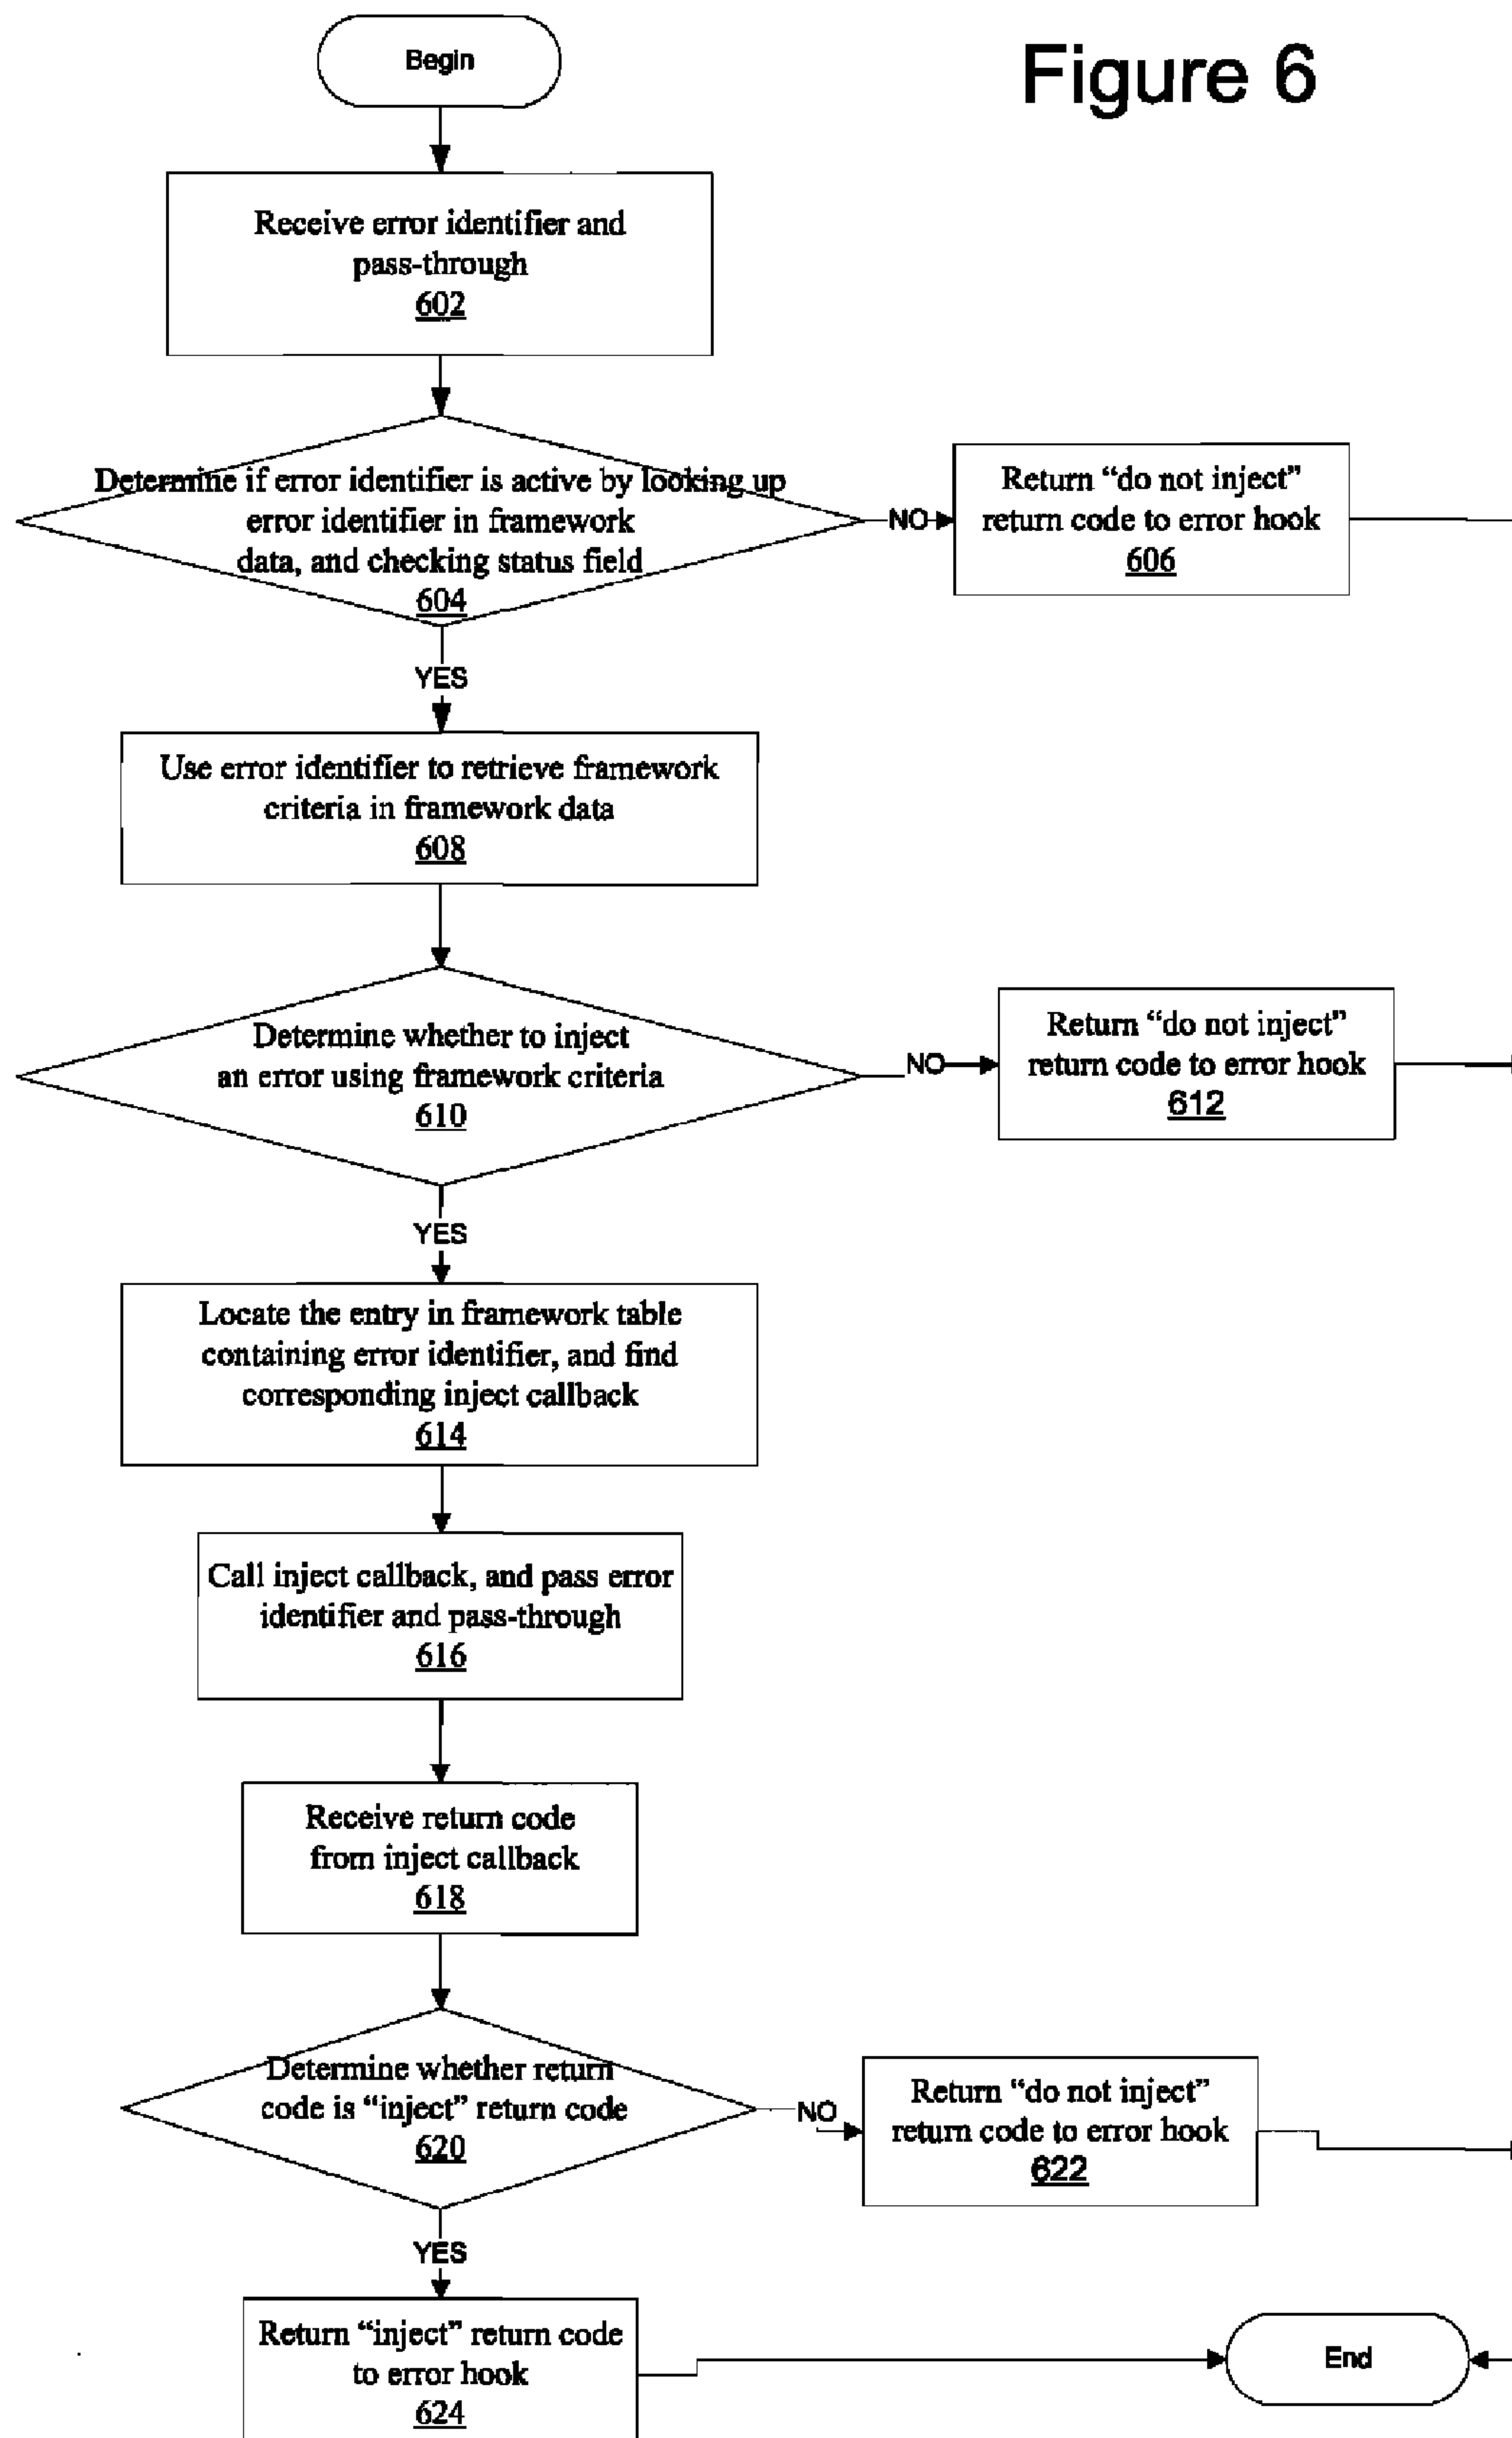 Figure 6
Begin
Receive error identifier and
pass-through
602
Determine if error identifier is active by looking up
error identifier in framework
data, and checking status field
604
NO
Return “do not inject”
return code to error hook
606
YES
Use error identifier to retrieve framework
criteria in framework data
608
Determine whether to inject
an error using framework criteria
610
NO
Return “do not inject”
return code to error hook
612
YES
Locate the entry in framework table
containing error identifier, and find
corresponding inject callback
614
Call inject callback, and pass error
identifier and pass-through
616
Receive return code
from inject callback
618
Determine whether return
code is “inject” return code
620
NO
Return “do not inject”
return code to error hook
622
YES
Return “inject” return code
to error hook
624
End